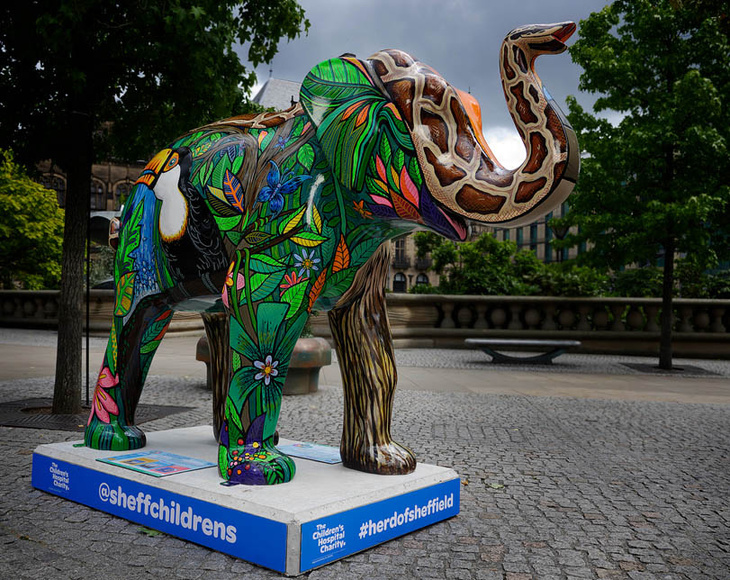 The
Children's
Hospital
Charity.
@sheffchildrens
The
Children's
Hospital
Charity.
#herdofsheffield